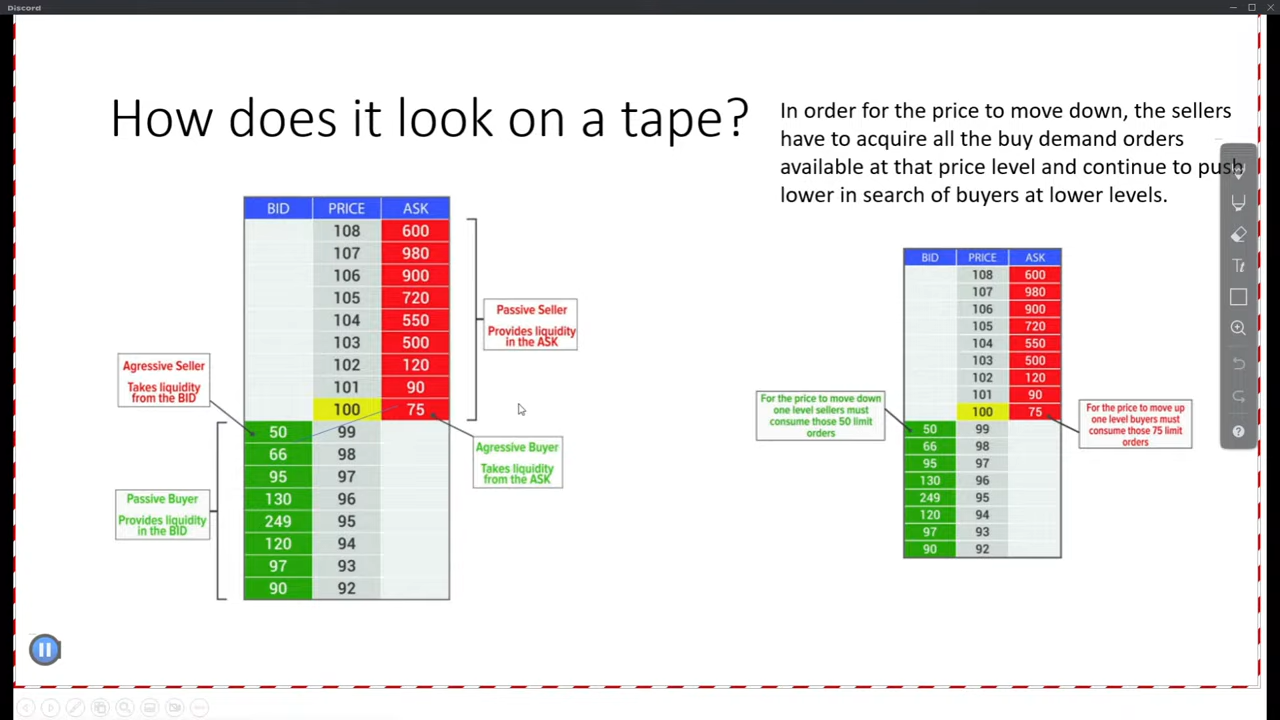 Discord
How does it look on a tape?
In order for the price to move down, the sellers
have to acquire all the buy demand orders
available at that price level and continue to push
lower in search of buyers at lower levels.
BID PRICE ASK
108 600
107 980
106 900
105 720
104 550
103 500
102 120
101 90
100 75
50 99
66 98
95 97
130 96
249 95
120 94
97 93
90 92
Passive Seller
Provides liquidity
in the ASK
Agressive Seller
Takes liquidity
from the BID
Agressive Buyer
Takes liquidity
from the ASK
Passive Buyer
Provides liquidity
in the BID
BID PRICE ASK
108 600
107 980
106 900
105 720
104 550
103 500
102 120
101 90
100 75
50 99
66 98
95 97
130 96
249 95
120 94
97 93
90 92
For the price to move down
one level sellers must
consume those 50 limit
orders
For the price to move up
one level buyers must
consume those 75 limit
orders
Tt